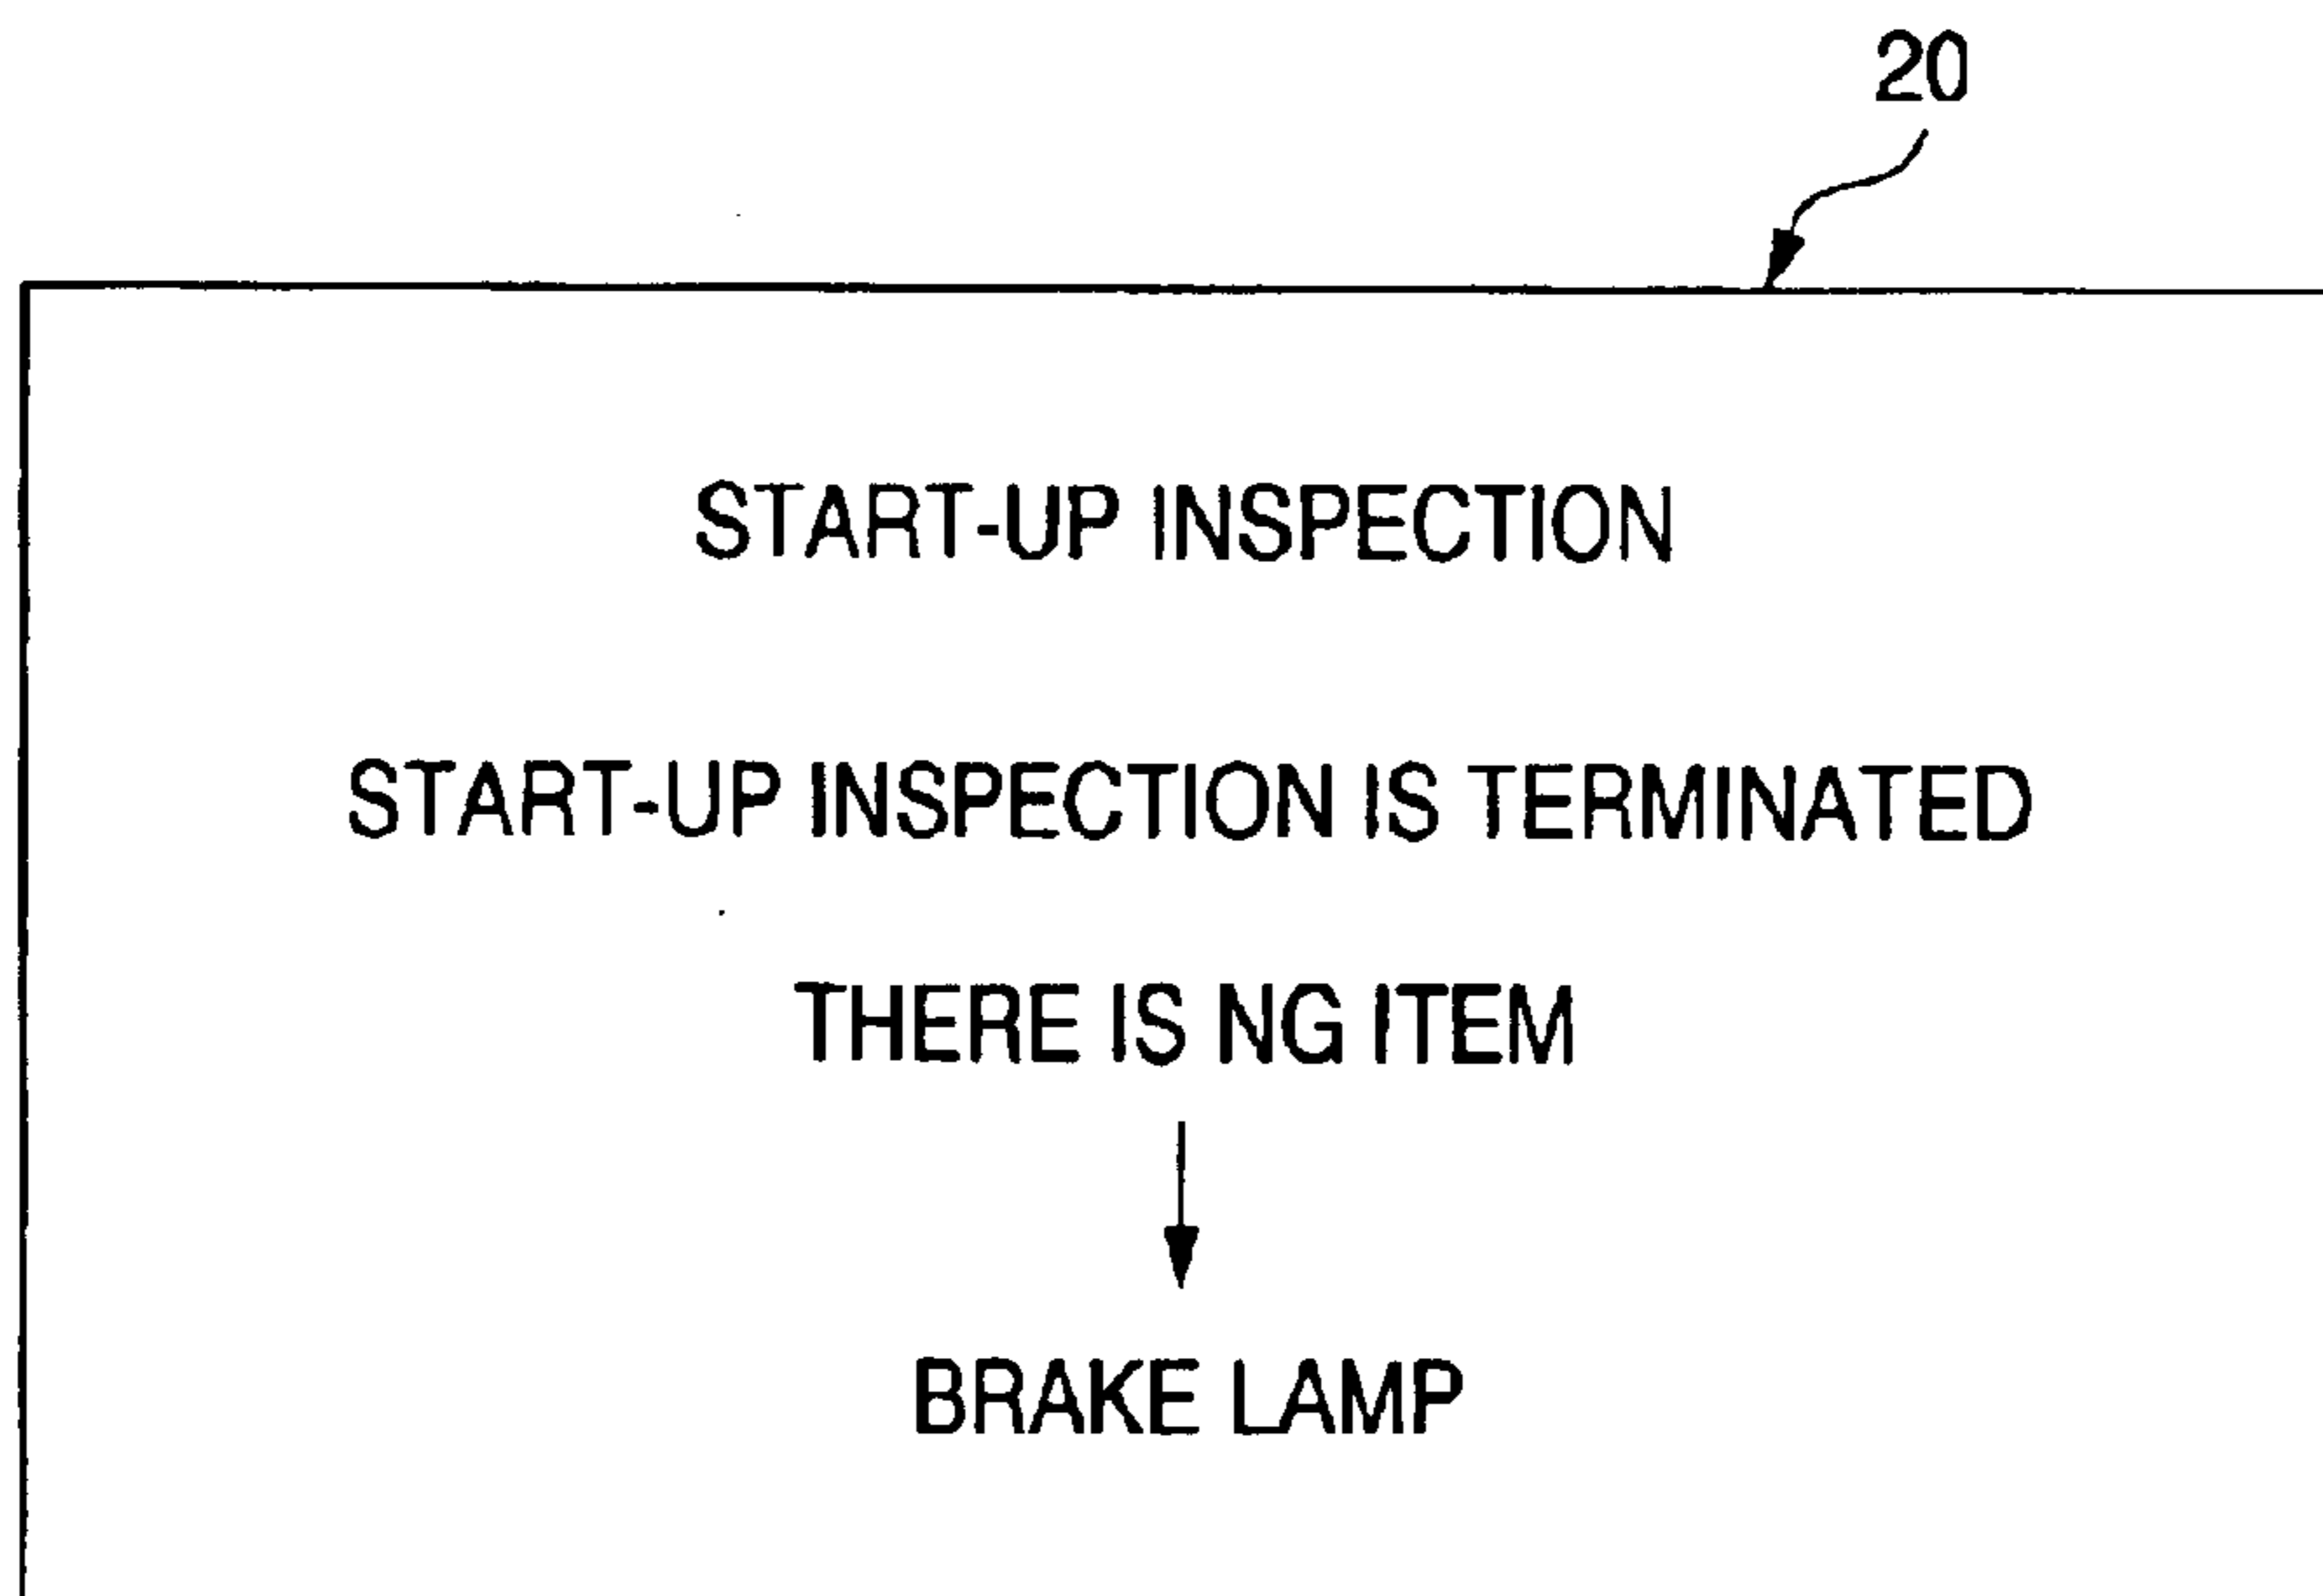 20
START-UP INSPECTION
START-UP INSPECTION IS TERMINATED
THERE IS NG ITEM
BRAKE LAMP